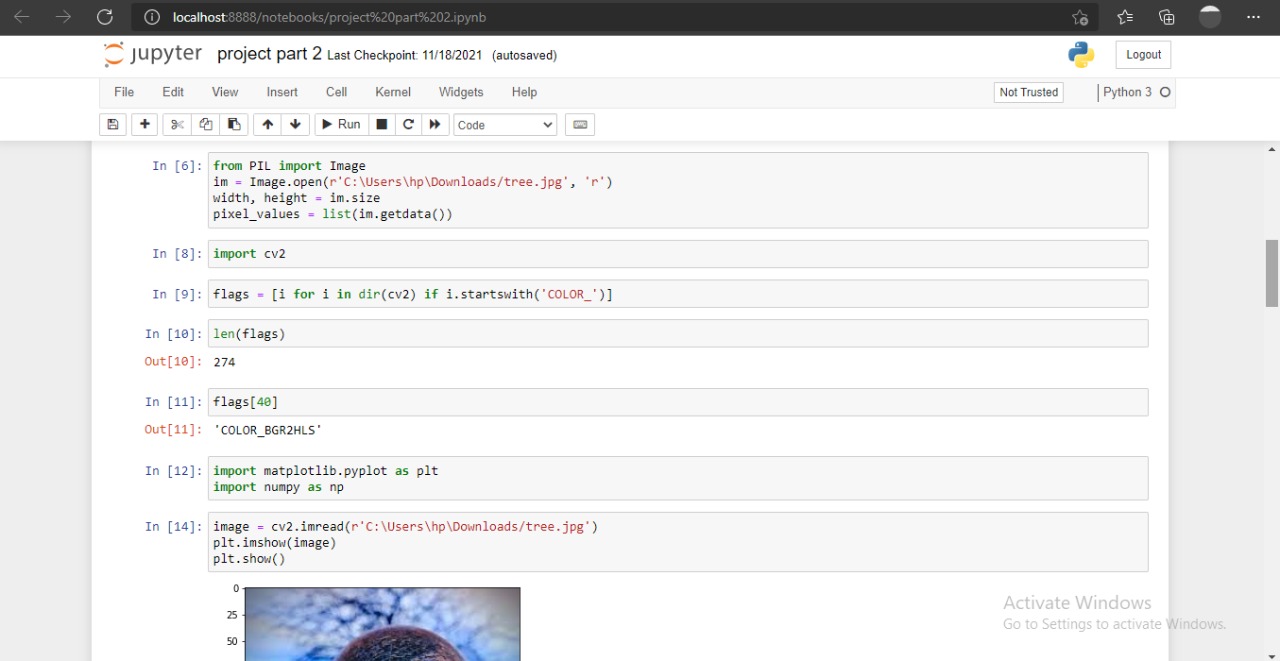 localhost:8888/notebooks/project%20part%202.ipynb
jupyter project part 2 Last Checkpoint: 11/18/2021 (autosaved)
Logout
File Edit View Insert Cell Kernel Widgets Help
Not Trusted
Python 3
Run
Code
In [6]: from PIL import Image
im = Image.open(r'C:\Users\hp\Downloads/tree.jpg', 'r')
width, height = im.size
pixel_values = list(im.getdata())
In [8]: import cv2
In [9]: flags = [i for i in dir(cv2) if i.startswith('COLOR_')]
In [10]: len(flags)
Out[10]: 274
In [11]: flags[40]
Out[11]: 'COLOR_BGR2HLS'
In [12]: import matplotlib.pyplot as plt
import numpy as np
In [14]: image = cv2.imread(r'C:\Users\hp\Downloads/tree.jpg')
plt.imshow(image)
plt.show()
0
25
50
Activate Windows
Go to Settings to activate Windows.